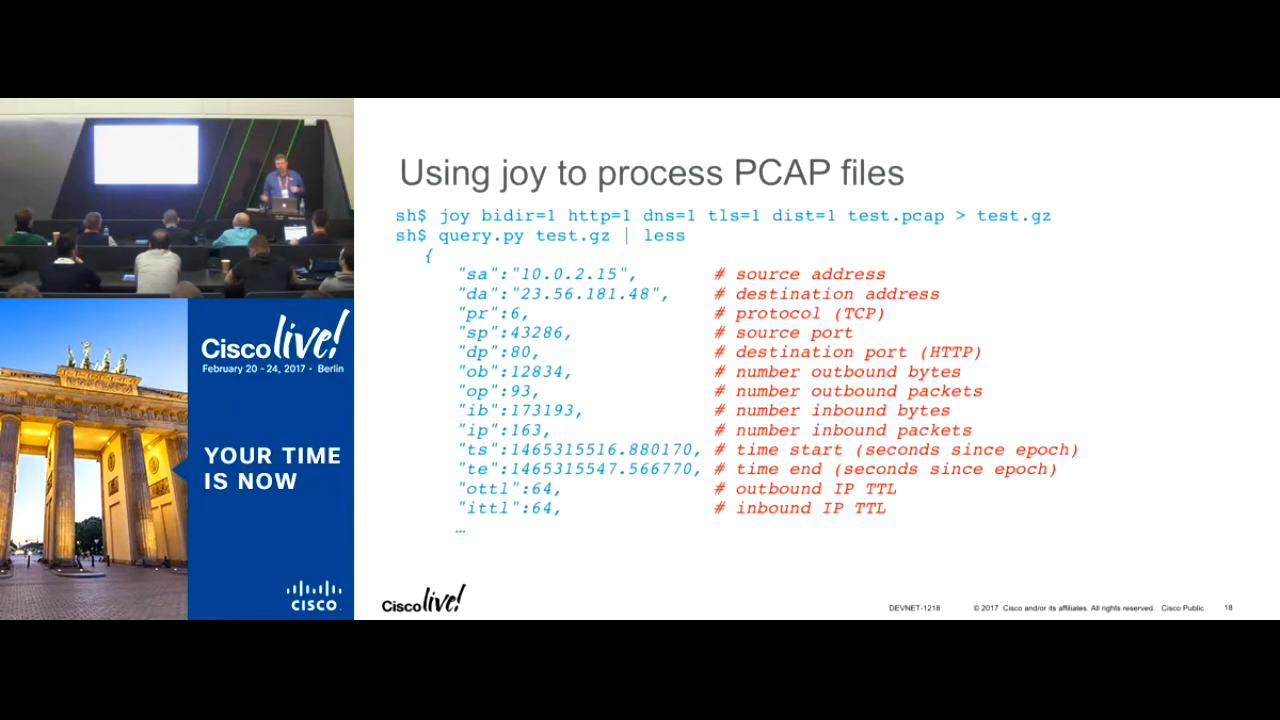 Using joy to process PCAP files
sh$ joy bidir=1 http=1 dns=1 tls=1 dist=1 test.pcap > test.gz
sh$ query.py test.gz | less
{
"sa":"10.0.2.15", # source address
"da":"23.56.181.48", # destination address
"pr":6, # protocol (TCP)
"sp":43286, # source port
"dp":80, # destination port (HTTP)
"ob":12834, # number outbound bytes
"op":93, # number outbound packets
"ib":173193, # number inbound bytes
"ip":163, # number inbound packets
"ts":1465315516.880170, # time start (seconds since epoch)
"te":1465315547.566770, # time end (seconds since epoch)
"ottl":64, # outbound IP TTL
"ittl":64, # inbound IP TTL
…
Cisco live!
February 20 - 24, 2017 • Berlin
YOUR TIME
IS NOW
CISCO.
Cisco live!
DEVNET-1218 © 2017 Cisco and/or its affiliates. All rights reserved. Cisco Public 18